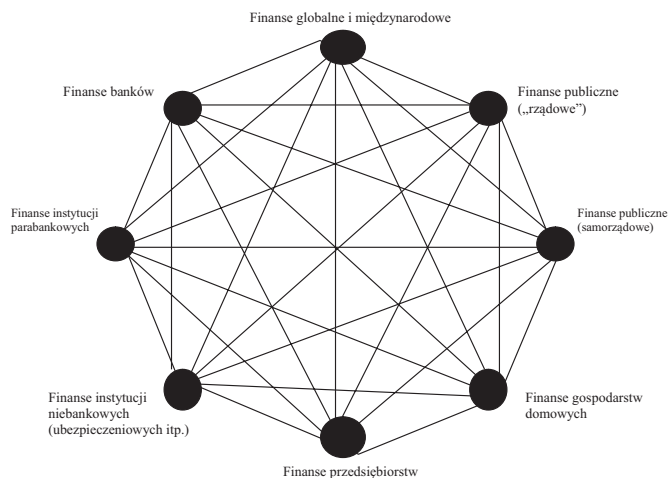 Finanse globalne i międzynarodowe
Finanse banków
Finanse publiczne
(„rządowe”)
Finanse instytucji
parabankowych
Finanse publiczne
(samorządowe)
Finanse instytucji
niebankowych
(ubezpieczeniowych itp.)
Finanse gospodarstw
domowych
Finanse przedsiębiorstw